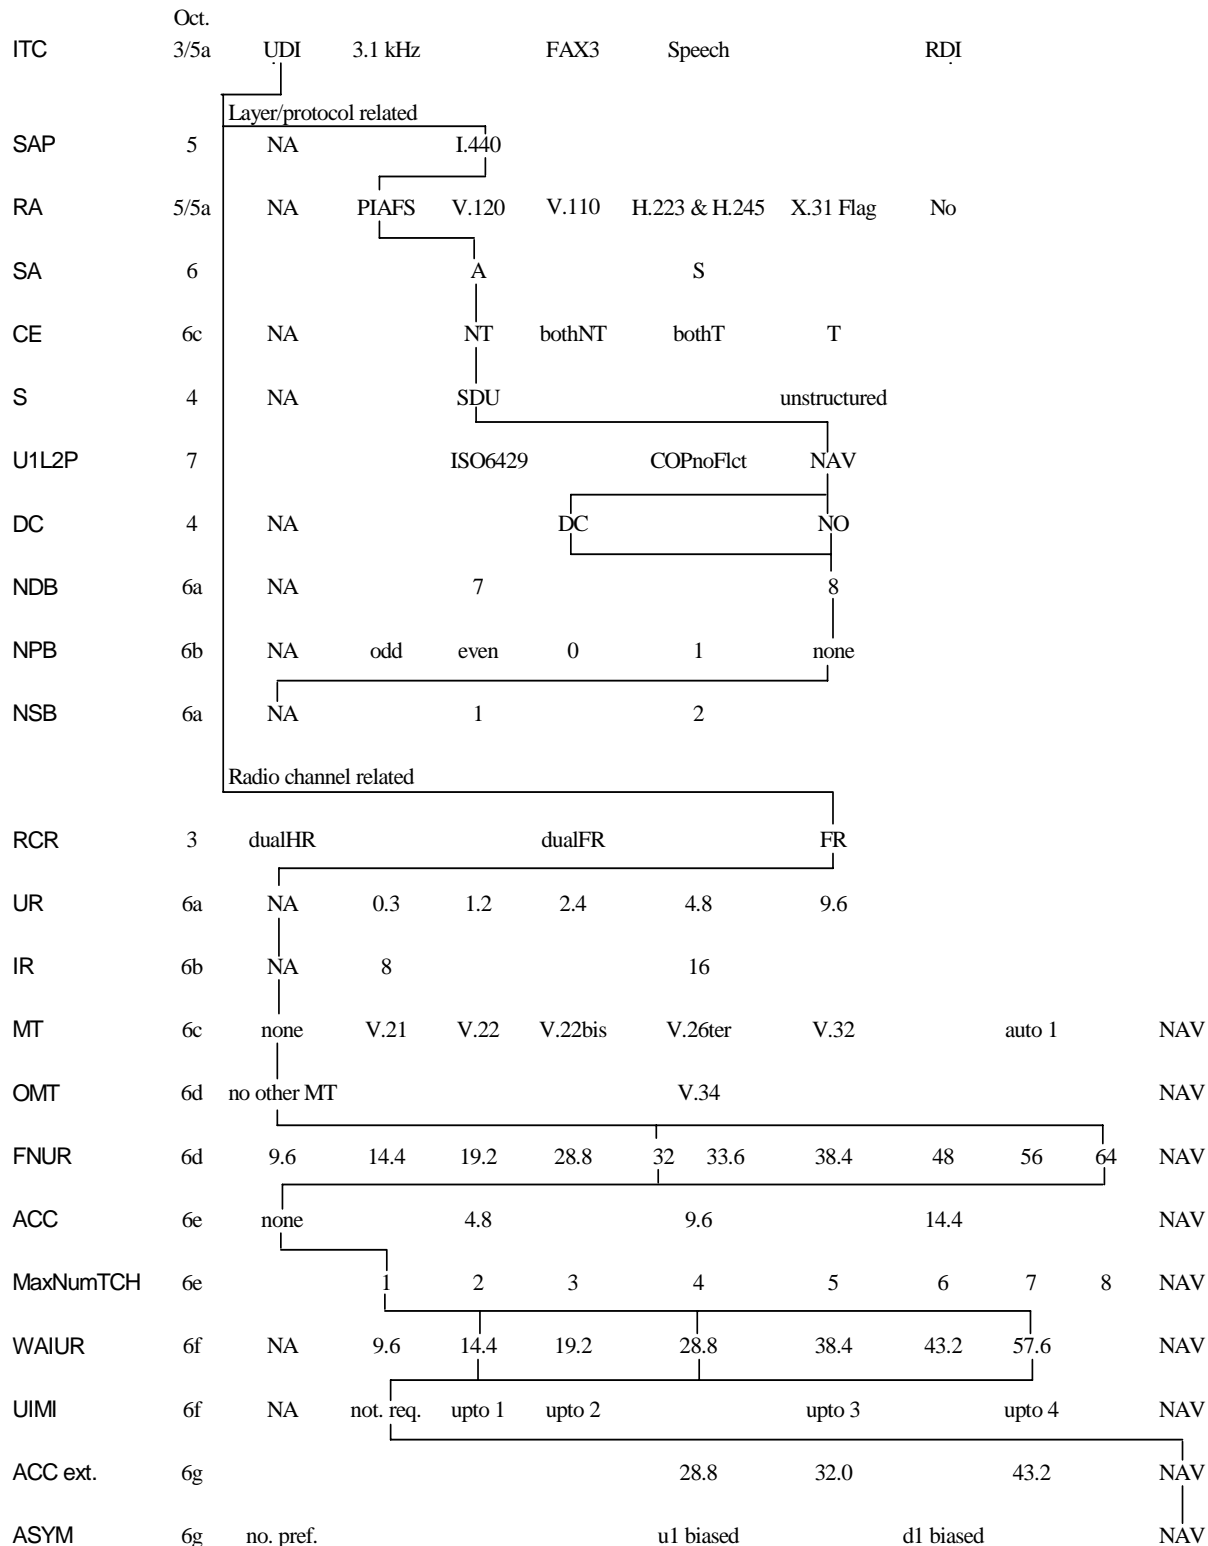 Oct.
ITC 3/5a UDI 3.1 kHz FAX3 Speech RDI
Layer/protocol related
SAP 5 NA I.440
RA 5/5a NA PIAFS V.120 V.110 H.223 & H.245 X.31 Flag No
SA 6 A S
CE 6c NA NT bothNT bothT T
S 4 NA SDU unstructured
U1L2P 7 ISO6429 COPnoFlct NAV
DC 4 NA DC NO
NDB 6a NA 7 8
NPB 6b NA odd even 0 1 none
NSB 6a NA 1 2
Radio channel related
RCR 3 dualHR dualFR FR
UR 6a NA 0.3 1.2 2.4 4.8 9.6
IR 6b NA 8 16
MT 6c none V.21 V.22 V.22bis V.26ter V.32 auto 1 NAV
OMT 6d no other MT V.34 NAV
FNUR 6d 9.6 14.4 19.2 28.8 32 33.6 38.4 48 56 64 NAV
ACC 6e none 4.8 9.6 14.4 NAV
MaxNumTCH 6e 1 2 3 4 5 6 7 8 NAV
WAIUR 6f NA 9.6 14.4 19.2 28.8 38.4 43.2 57.6 NAV
UIMI 6f NA not. req. upto 1 upto 2 upto 3 upto 4 NAV
ACC ext. 6g 28.8 32.0 43.2 NAV
ASYM 6g no. pref. u1 biased d1 biased NAV